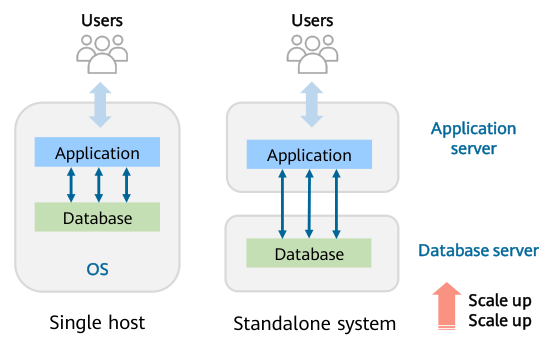 Users
Users
Application
Database
OS
Single host
Application
Database
Standalone system
Application
server
Database server
Scale up
Scale up